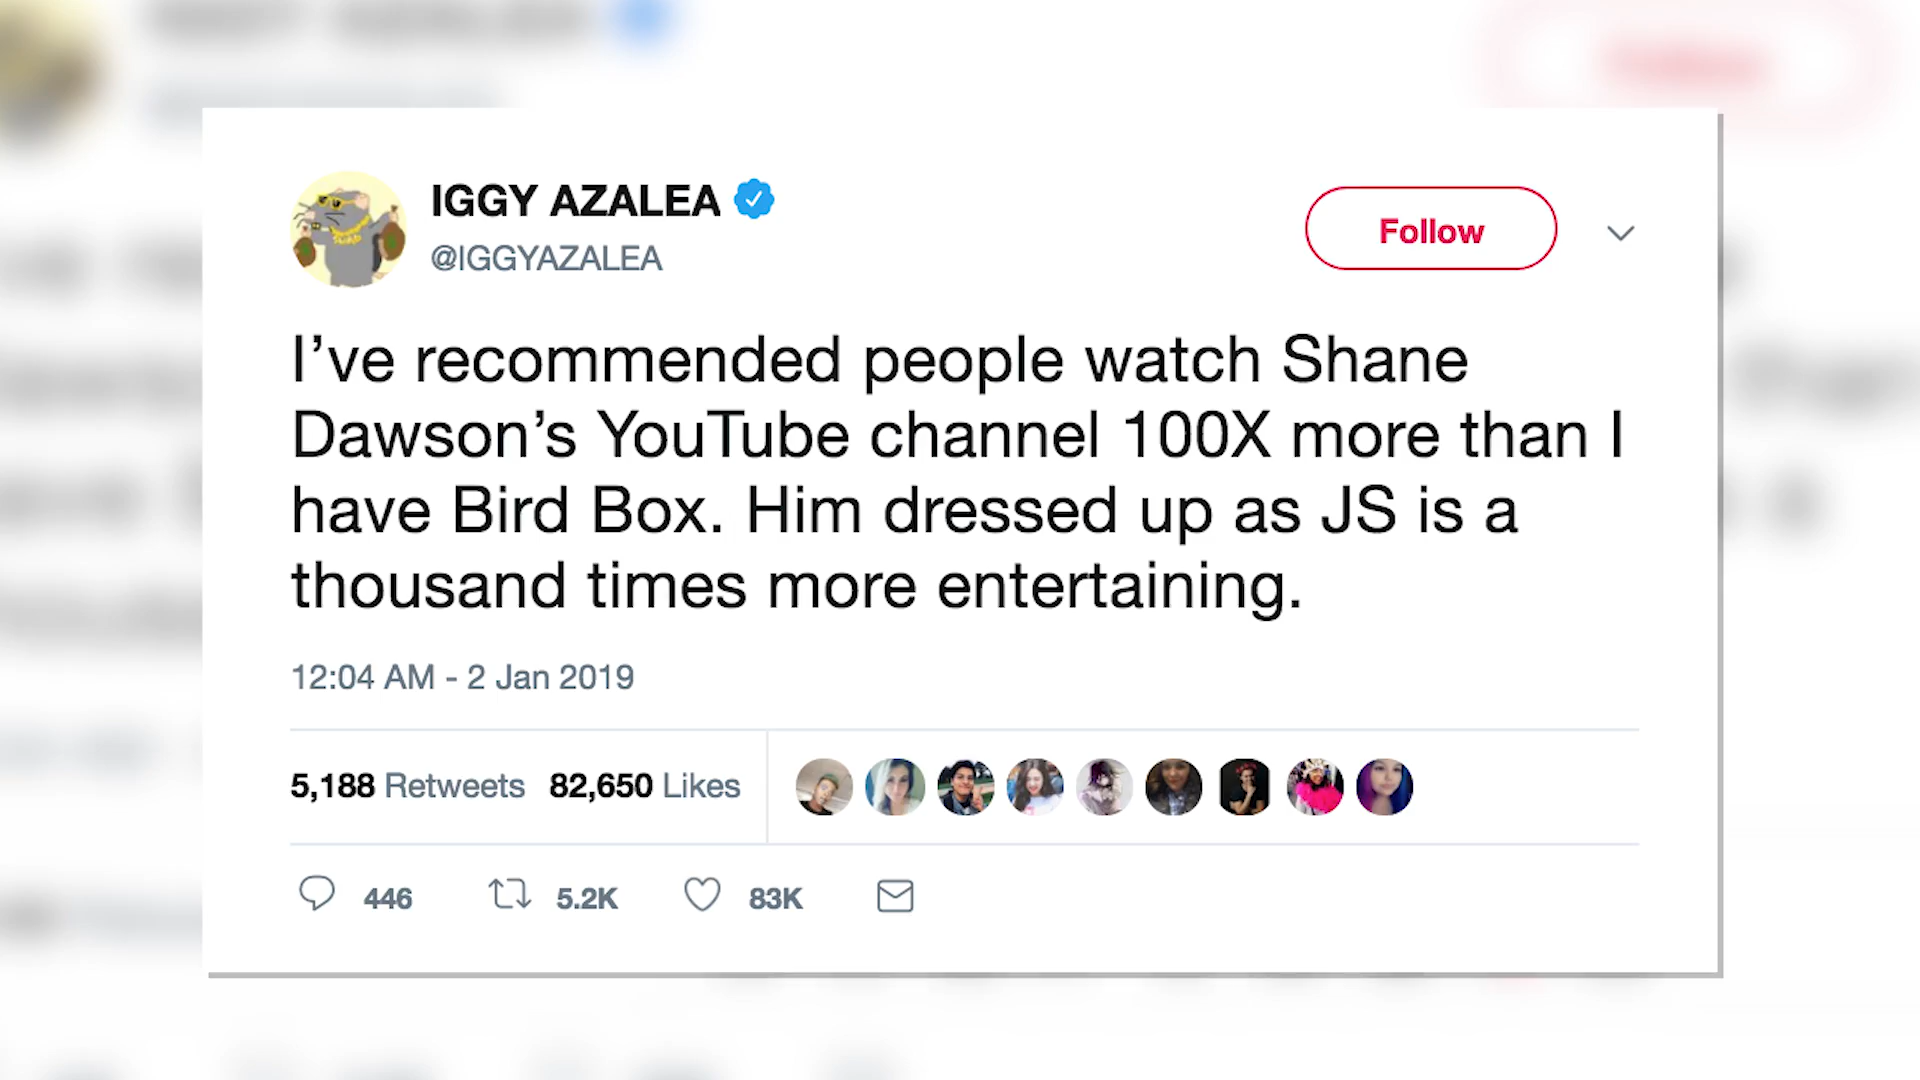 IGGY AZALEA
@IGGYAZALEA
Follow
I’ve recommended people watch Shane
Dawson’s YouTube channel 100X more than I
have Bird Box. Him dressed up as JS is a
thousand times more entertaining.
12:04 AM - 2 Jan 2019
5,188 Retweets 82,650 Likes
446 5.2K 83K